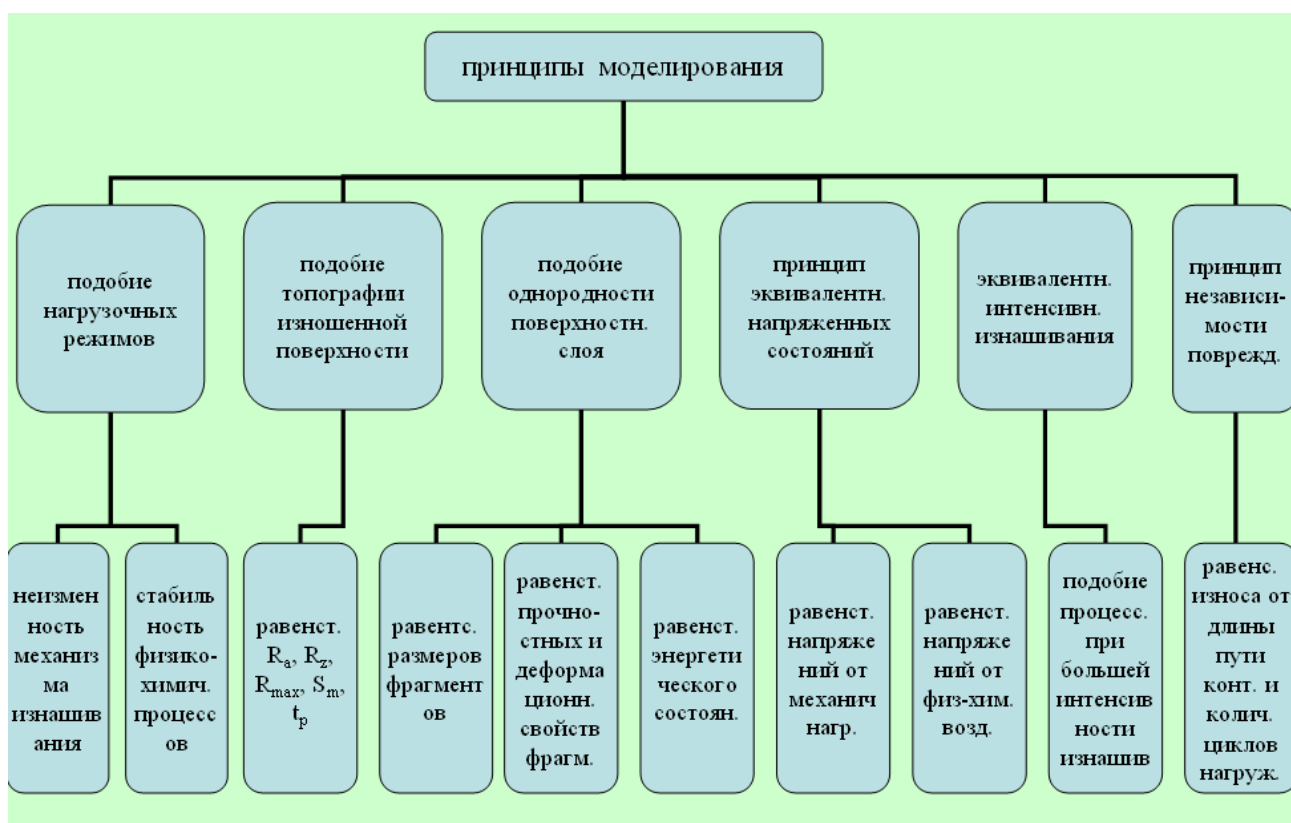 принципы моделирования
подобие
нагрузочных
режимов
подобие
топографии
изношенной
поверхности
подобие
однородности
поверхностн.
слоя
принцип
эквивалентн.
напряженных
состояний
эквивалентн.
интенсивн.
изнашивания
принцип
независи-
мости
поврежд.
неизмен
ность
механиз
ма
изнашив
ания
стабиль
ность
физико-
химич.
процесс
ов
равенст.
Ra, Rz,
Rmax, Sm,
tp
равентс.
размеров
фрагмент
ов
равенст.
прочно-
стных и
деформа
ционн.
свойств
фрагм.
равенст.
энергети
ческого
состоян.
равенст.
напряже
ний от
механич
нагр.
равенст.
напряже
ний от
физ-хим.
возд.
подобие
процесс.
при
большей
интенсив
ности
изнашив
равенс.
износа от
длины
пути
конт. и
колич.
циклов
нагруж.